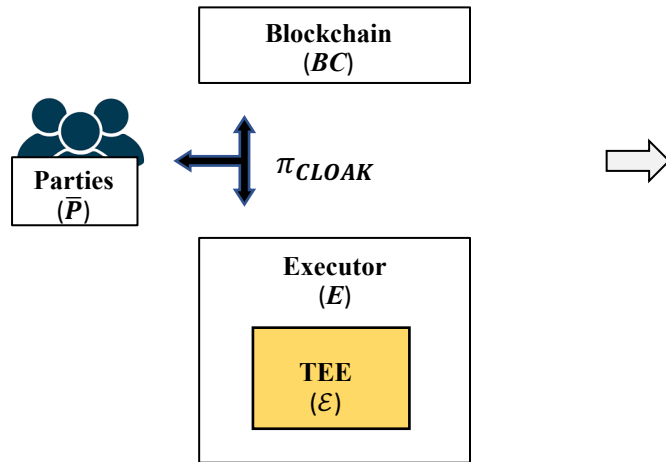 Blockchain
(BC)
Parties
(P̅)
π_CLOAK
Executor
(E)
TEE
(ℰ)